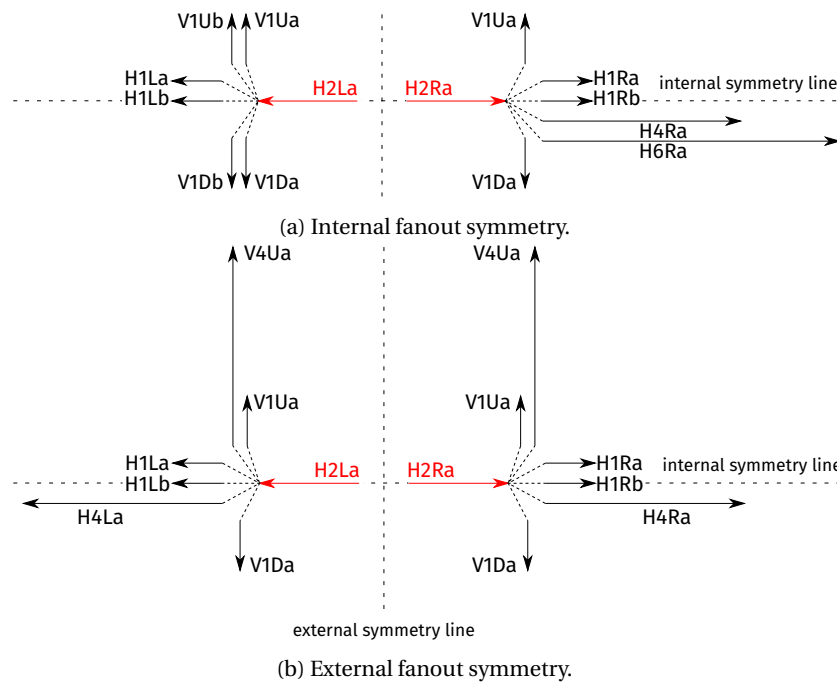 V1Ub V1Ua V1Ua
H1La H2La H2Ra H1Ra internal symmetry line
H1Lb H1Rb
H4Ra
H6Ra
V1Db V1Da V1Da
(a) Internal fanout symmetry.
V4Ua V4Ua
V1Ua V1Ua
H1La H2La H2Ra H1Ra internal symmetry line
H1Lb H1Rb
H4La H4Ra
V1Da V1Da
external symmetry line
(b) External fanout symmetry.